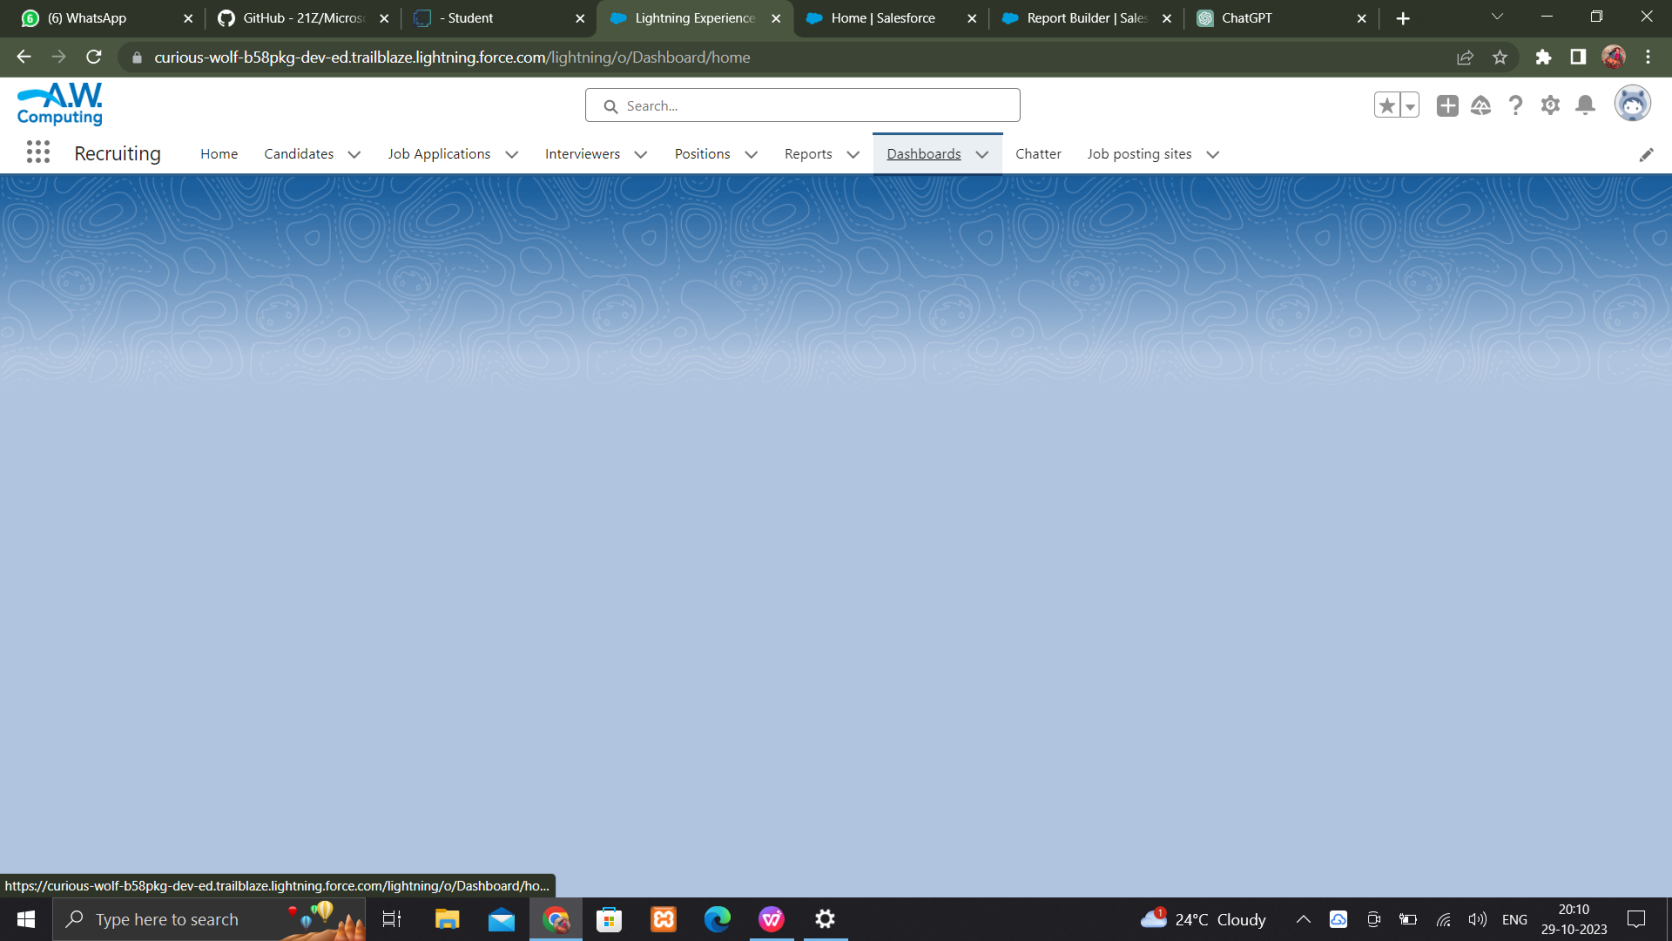 (6) WhatsApp
GitHub - 21Z/Micros
- Student
Lightning Experience
Home | Salesforce
Report Builder | Sales
ChatGPT
curious-wolf-b58pkg-dev-ed.trailblaze.lightning.force.com/lightning/o/Dashboard/home
A.W.
Computing
Search...
Recruiting
Home
Candidates
Job Applications
Interviewers
Positions
Reports
Dashboards
Chatter
Job posting sites
https://curious-wolf-b58pkg-dev-ed.trailblaze.lightning.force.com/lightning/o/Dashboard/ho...
Type here to search
1
24°C Cloudy
ENG
20:10
29-10-2023